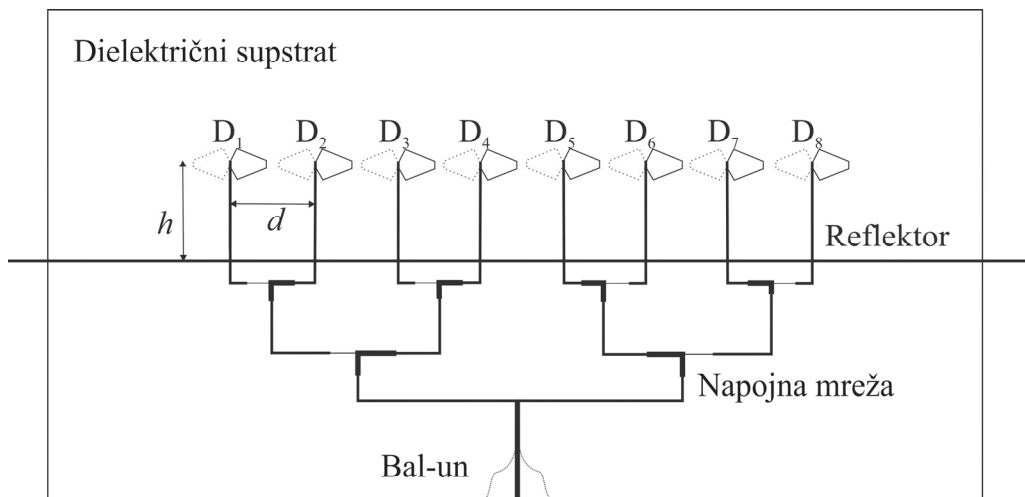 Dielektrični supstrat
D1 D2 D3 D4 D5 D6 D7 D8
h
d
Reflektor
Napojna mreža
Bal-un